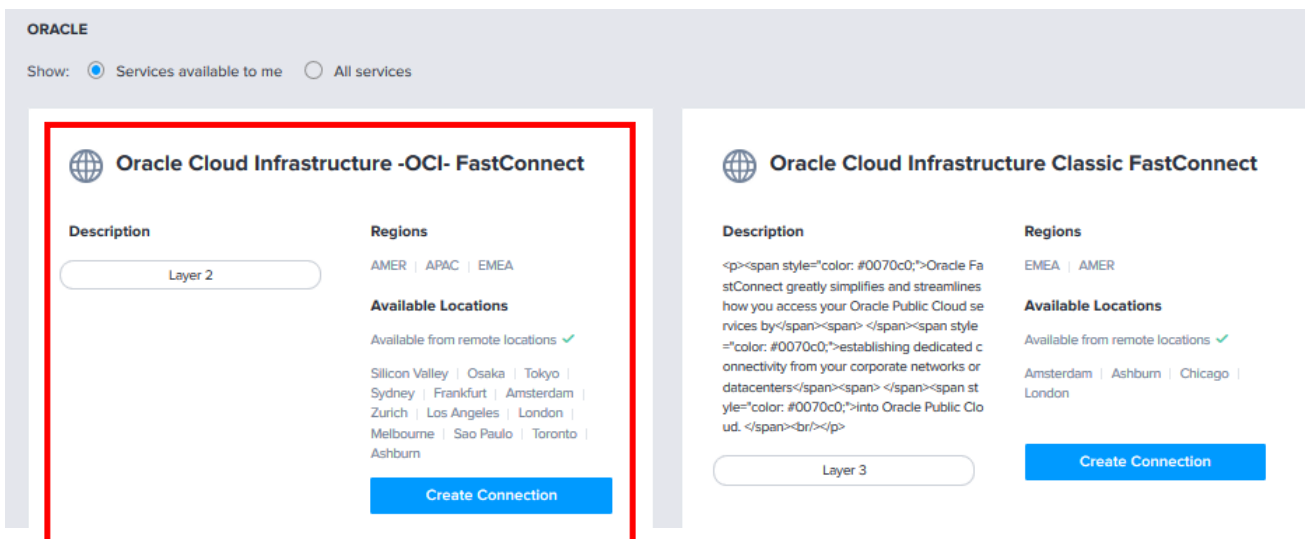 ORACLE
Show: Services available to me All services
Oracle Cloud Infrastructure -OCI- FastConnect
Description
Layer 2
Regions
AMER | APAC | EMEA
Available Locations
Available from remote locations ✓
Silicon Valley | Osaka | Tokyo |
Sydney | Frankfurt | Amsterdam |
Zurich | Los Angeles | London |
Melbourne | Sao Paulo | Toronto |
Ashburn
Create Connection
Oracle Cloud Infrastructure Classic FastConnect
Description
<p><span style="color: #0070c0;">Oracle Fa
stConnect greatly simplifies and streamlines
how you access your Oracle Public Cloud se
rvices by</span><span> </span><span style
="color: #0070c0;">establishing dedicated c
onnectivity from your corporate networks or
datacenters</span><span> </span><span st
yle="color: #0070c0;">into Oracle Public Clo
ud. </span><br/></p>
Layer 3
Regions
EMEA | AMER
Available Locations
Available from remote locations ✓
Amsterdam | Ashburn | Chicago |
London
Create Connection